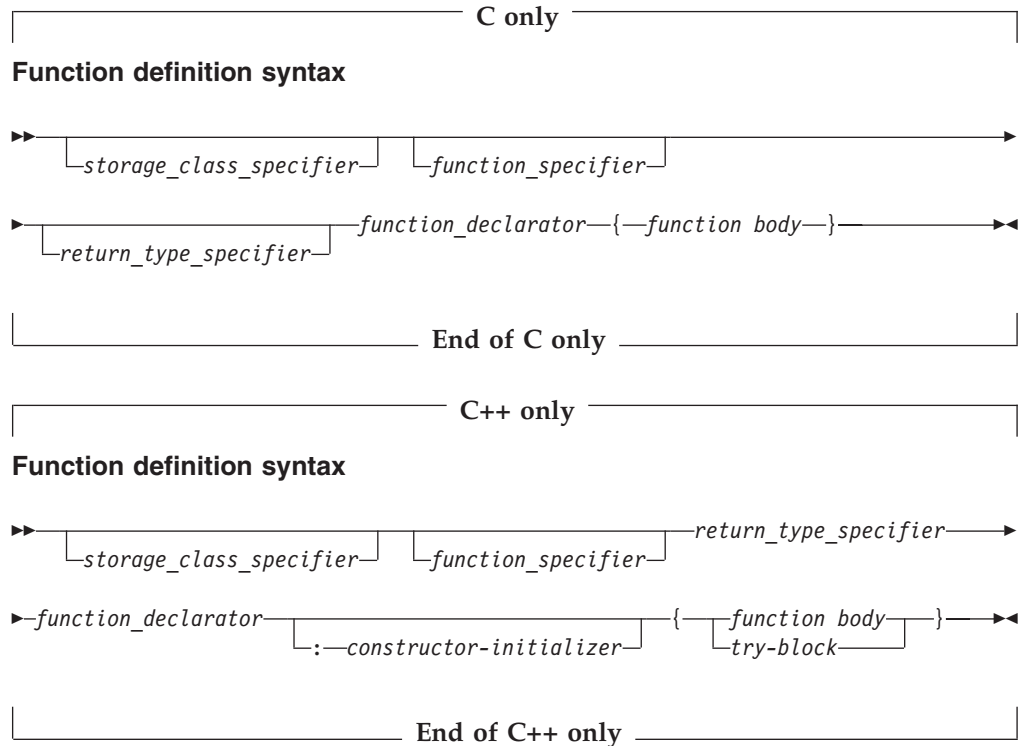 C only
Function definition syntax
storage_class_specifier function_specifier
function_declarator { function body }
return_type_specifier
End of C only
C++ only
Function definition syntax
return_type_specifier
storage_class_specifier function_specifier
function_declarator { function body }
: constructor-initializer try-block
End of C++ only